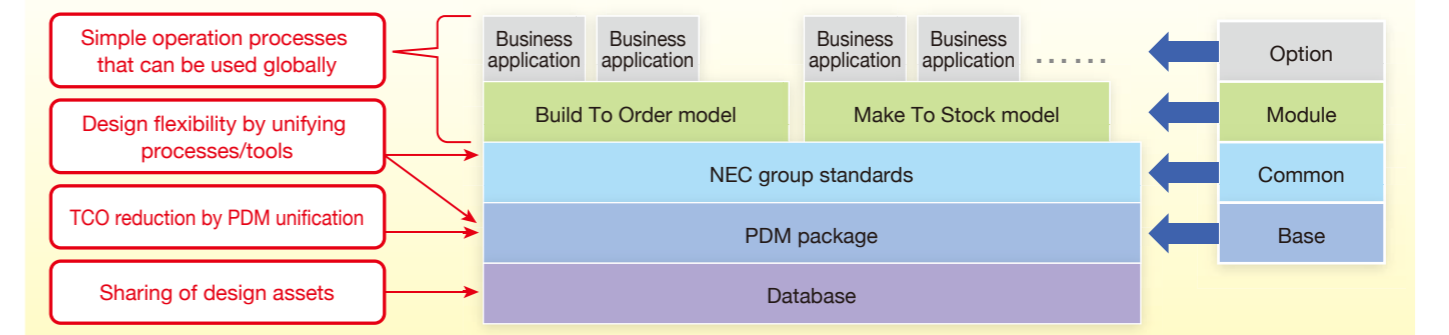 Simple operation processes
that can be used globally
Design flexibility by unifying
processes/tools
TCO reduction by PDM unification
Sharing of design assets
Business
application
Business
application
Business
application
Business
application
......
Build To Order model
Make To Stock model
NEC group standards
PDM package
Database
Option
Module
Common
Base